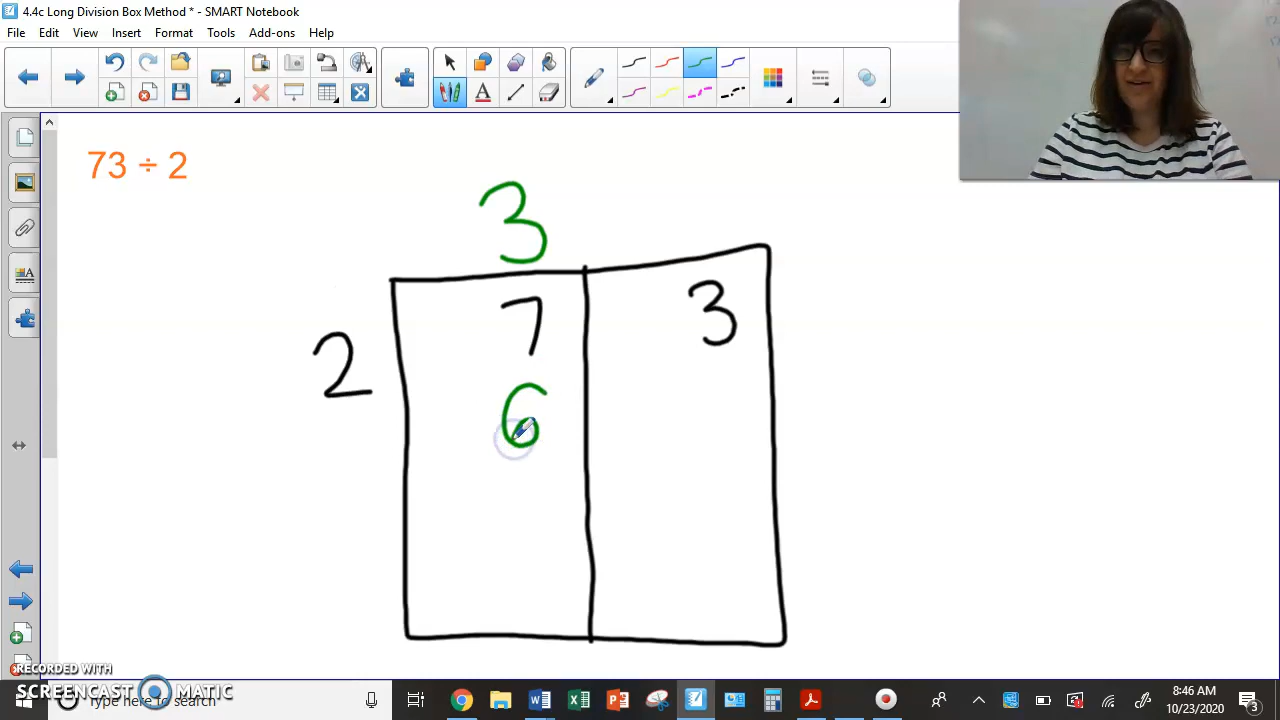 4.4c Long Division Box Method * - SMART Notebook
File Edit View Insert Format Tools Add-ons Help
73 ÷ 2
3
7 3
2
6
RECORDED WITH
SCREENCAST MATIC
Type here to search
8:46 AM
10/23/2020
3